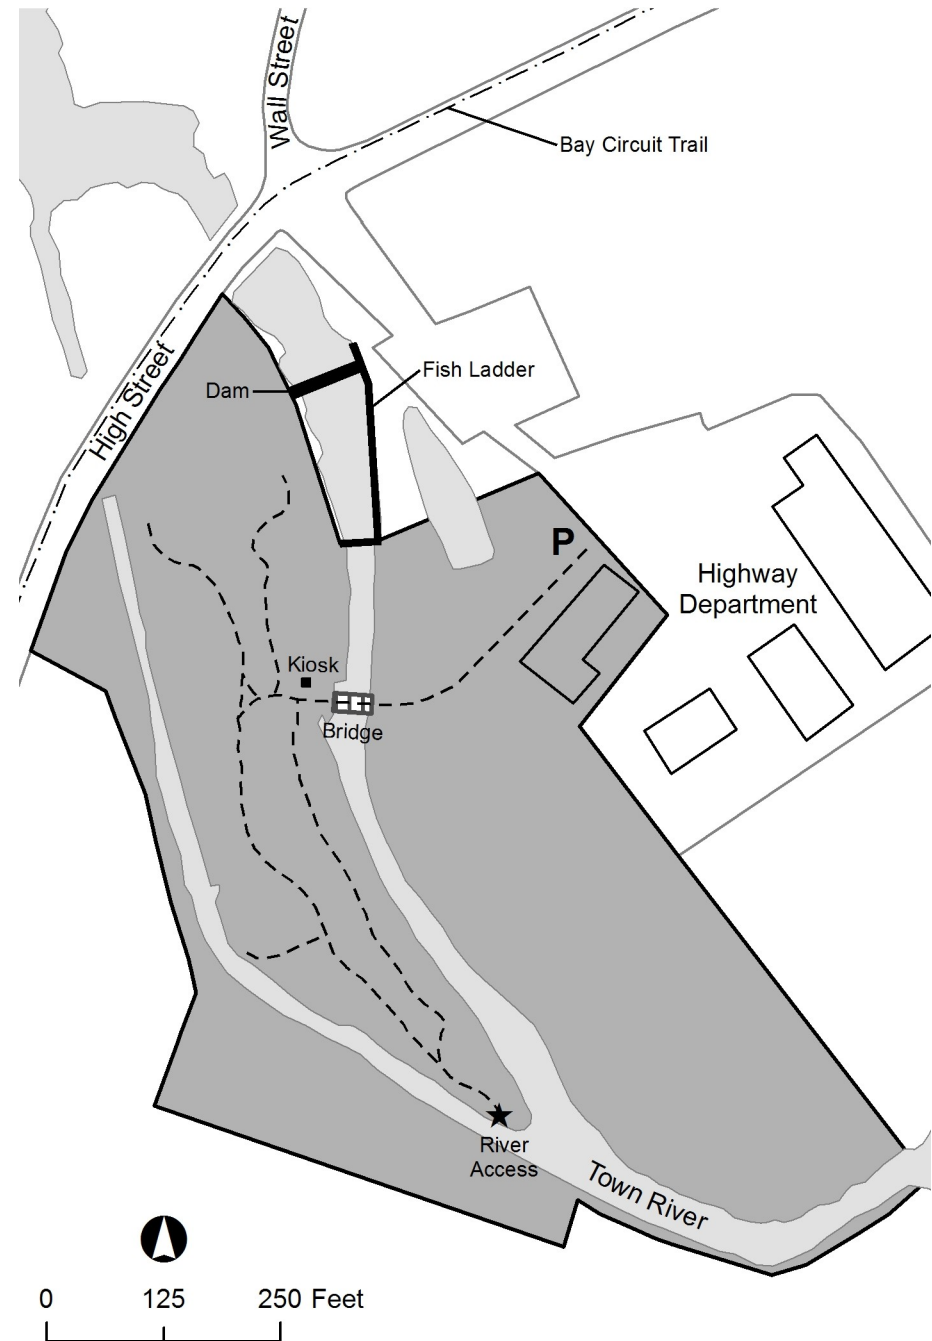 Wall Street
Bay Circuit Trail
High Street
Dam
Fish Ladder
P
Highway
Department
Kiosk
Bridge
River
Access
Town River
0 125 250 Feet